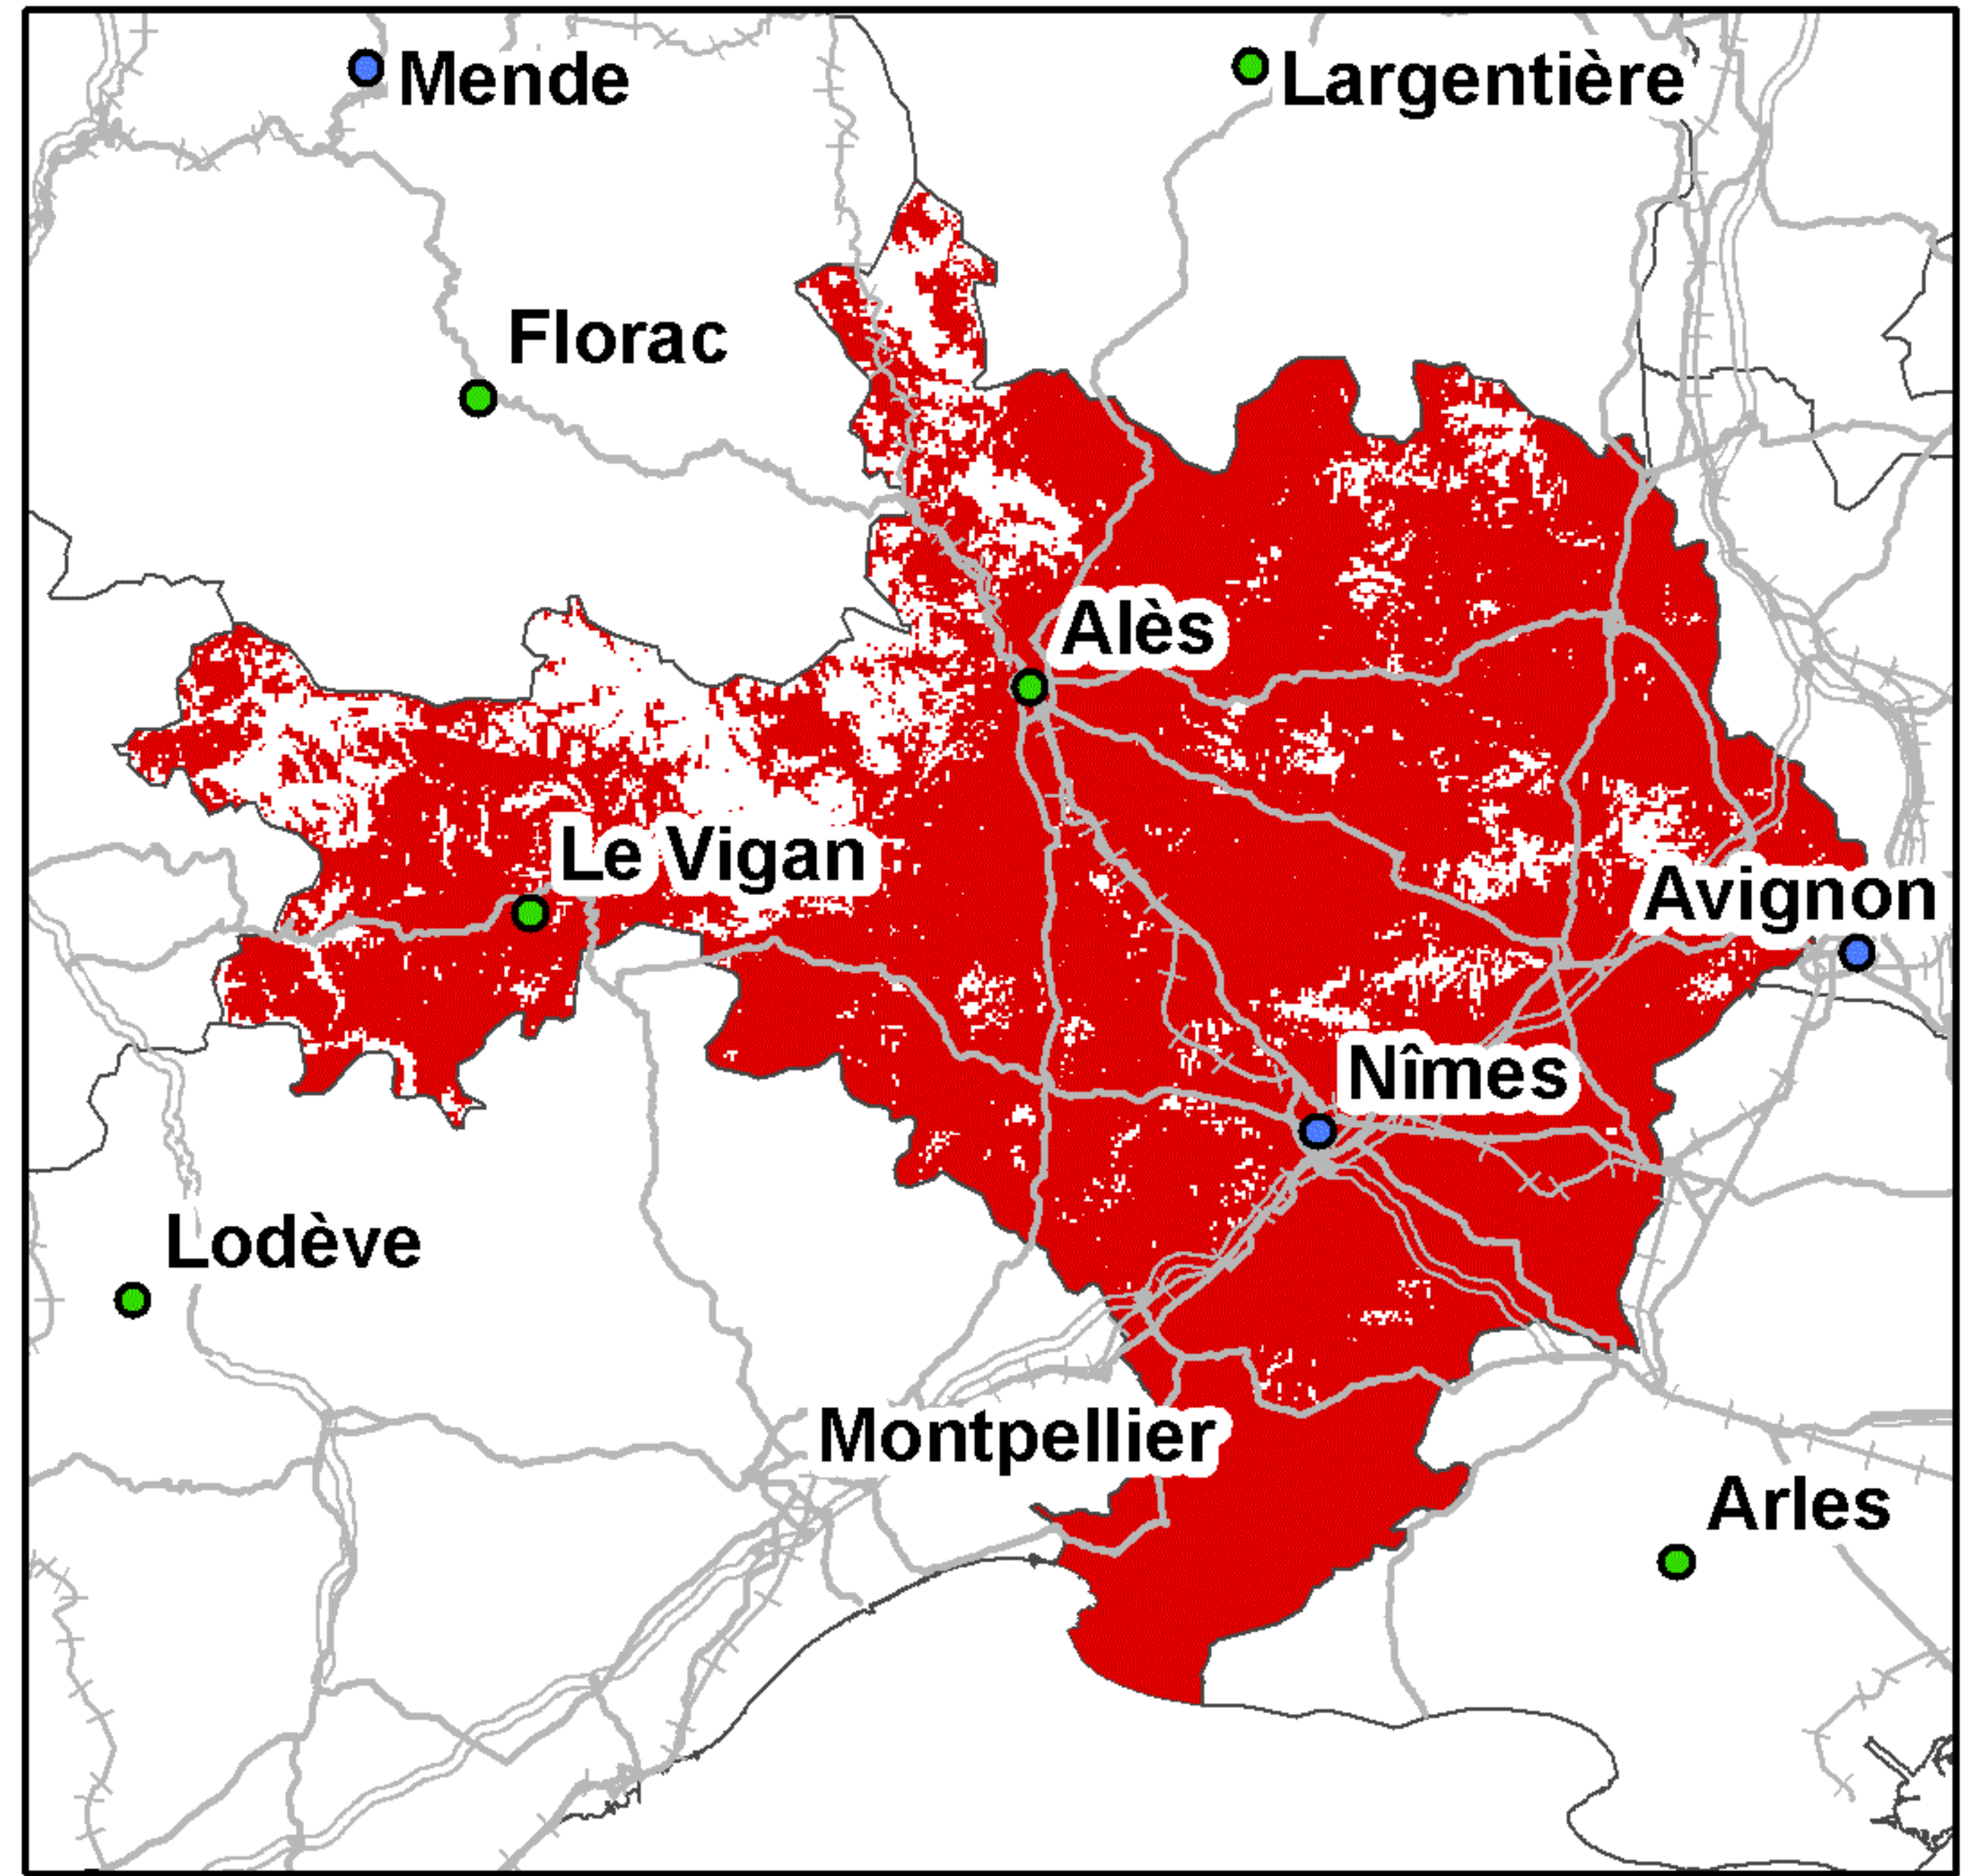 Mende
Largentière
Florac
Alès
Le Vigan
Avignon
Nîmes
Lodève
Montpellier
Arles